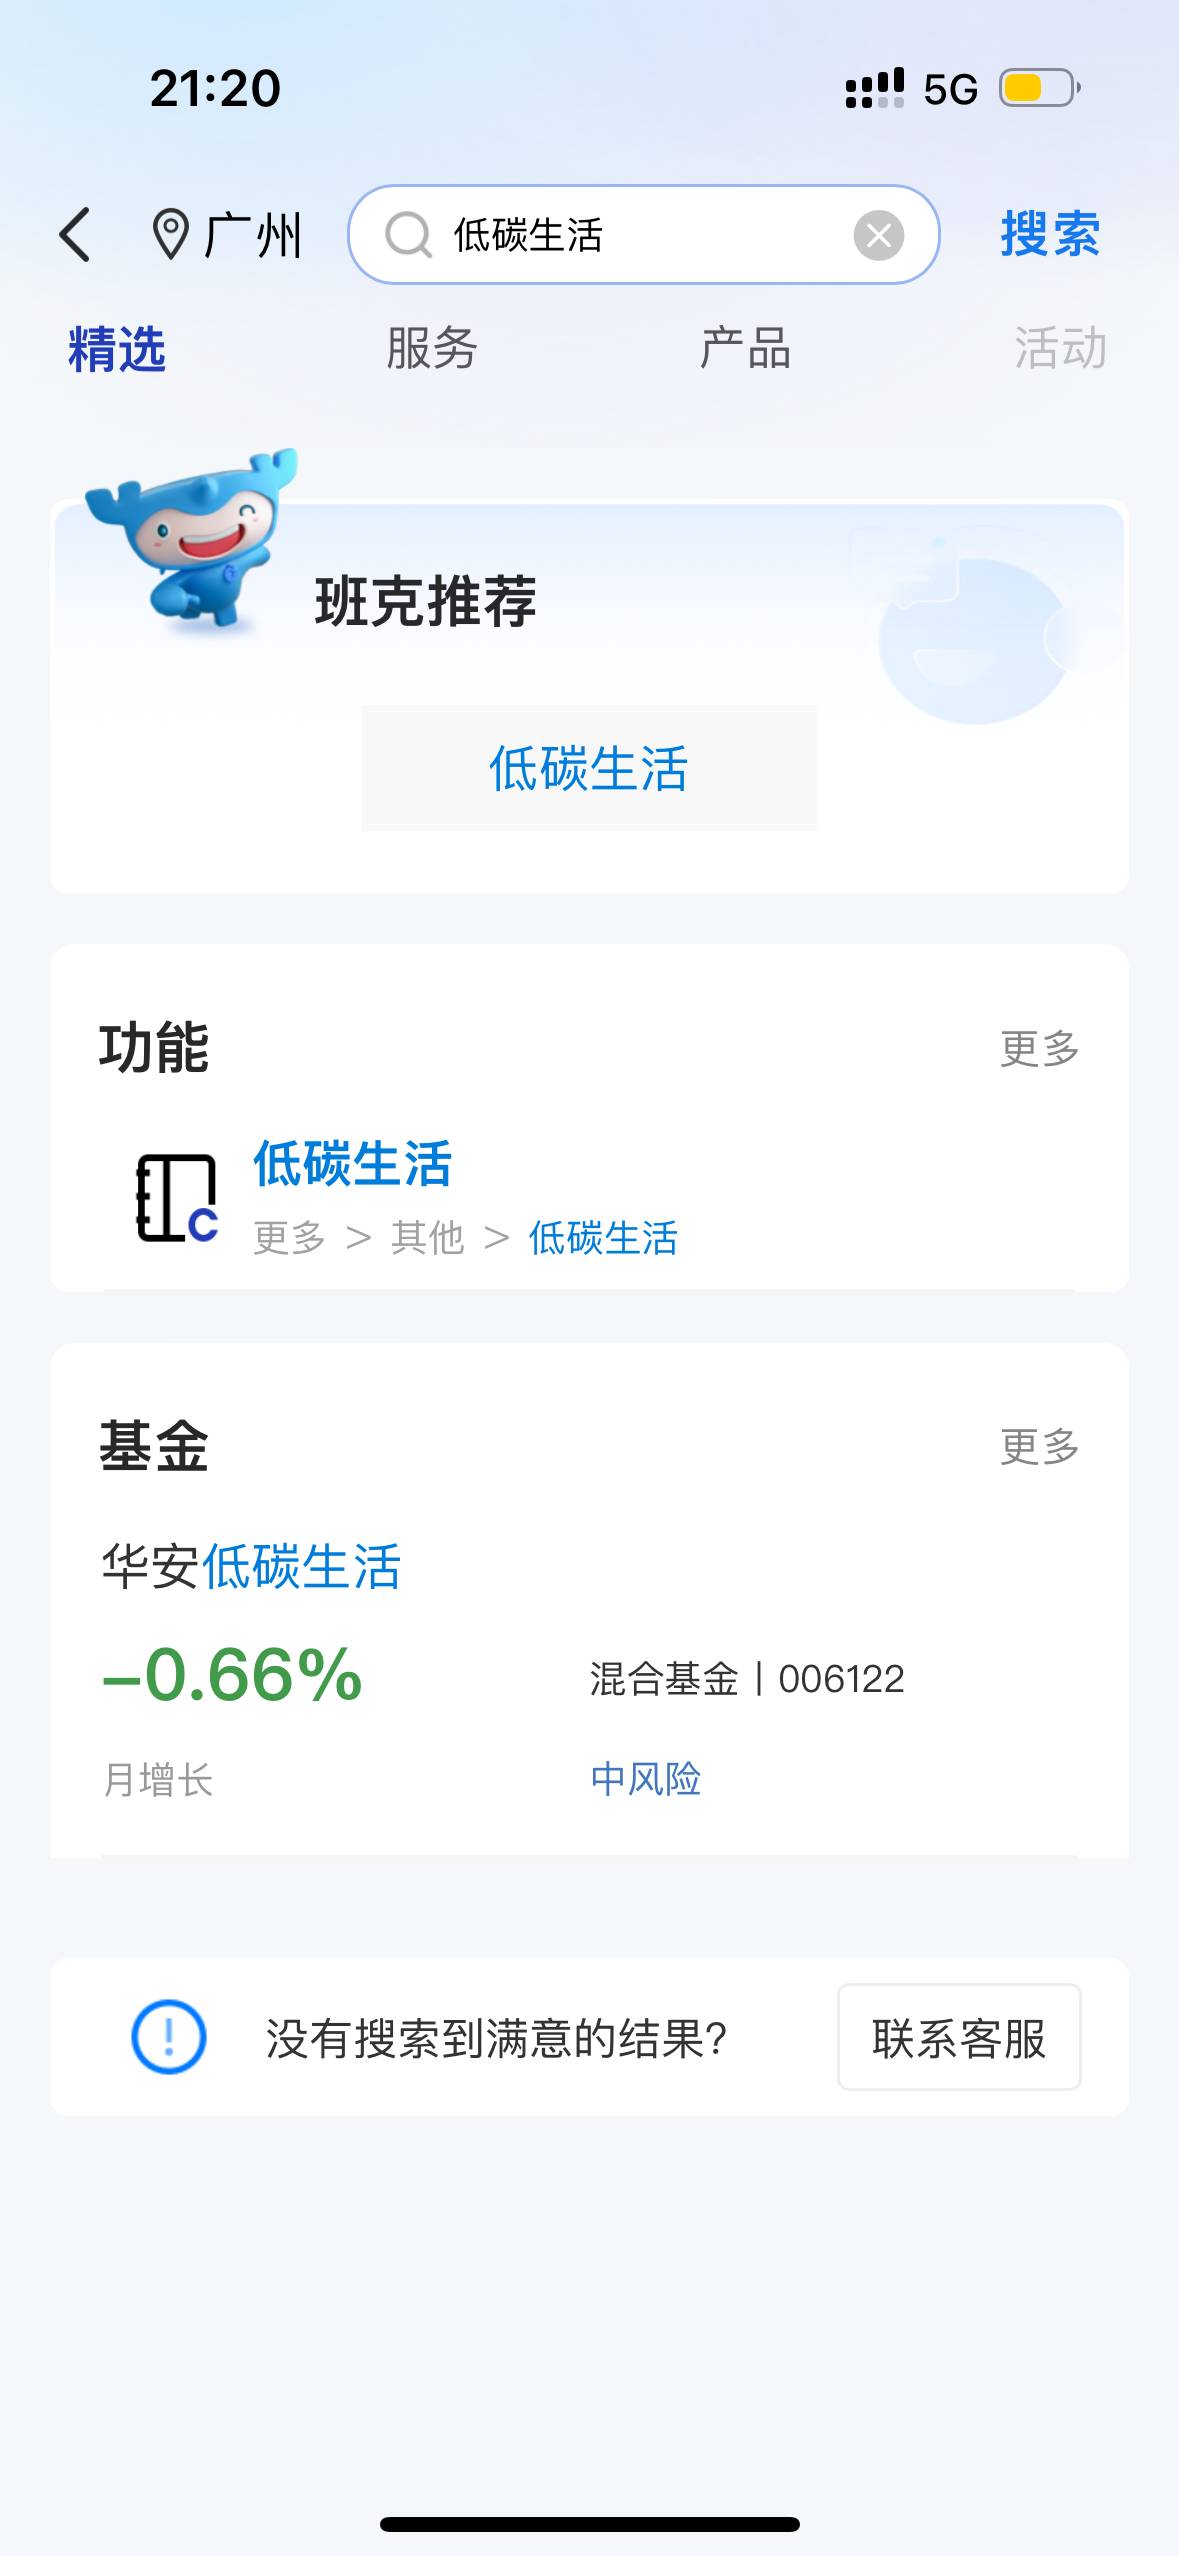 21:20
5G
广州
低碳生活
搜索
精选
服务
产品
活动
班克推荐
低碳生活
功能
更多
低碳生活
更多 > 其他 > 低碳生活
基金
更多
华安低碳生活
-0.66%
混合基金 | 006122
月增长
中风险
没有搜索到满意的结果?
联系客服